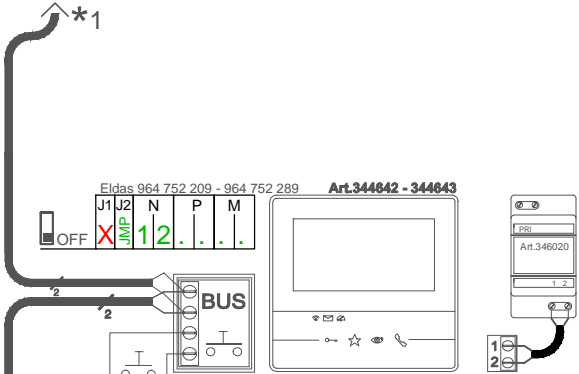 *1
Eldas 964 752 209 - 964 752 289
Art.344642 - 344643
J1 J2 N P M
OFF X JMP 1 2 . . . .
PRI
Art.346020
1 2
2
2
BUS
1
2